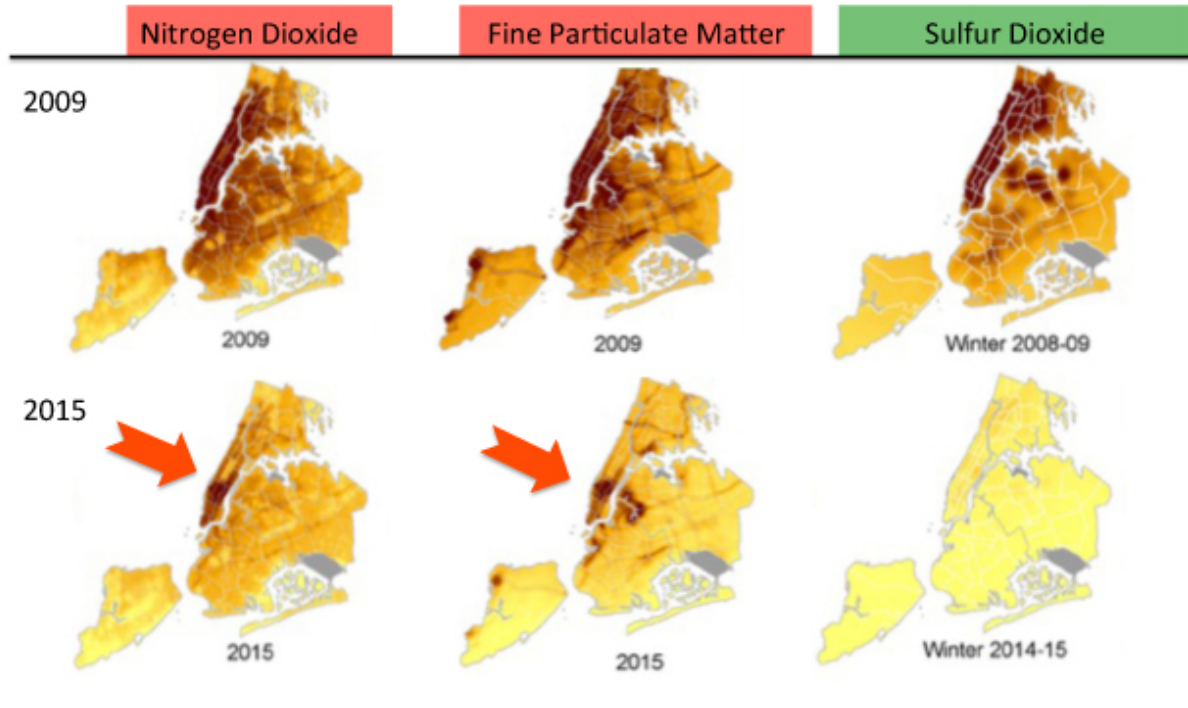 Nitrogen Dioxide
Fine Particulate Matter
Sulfur Dioxide
2009
2009
2009
Winter 2008-09
2015
2015
2015
Winter 2014-15